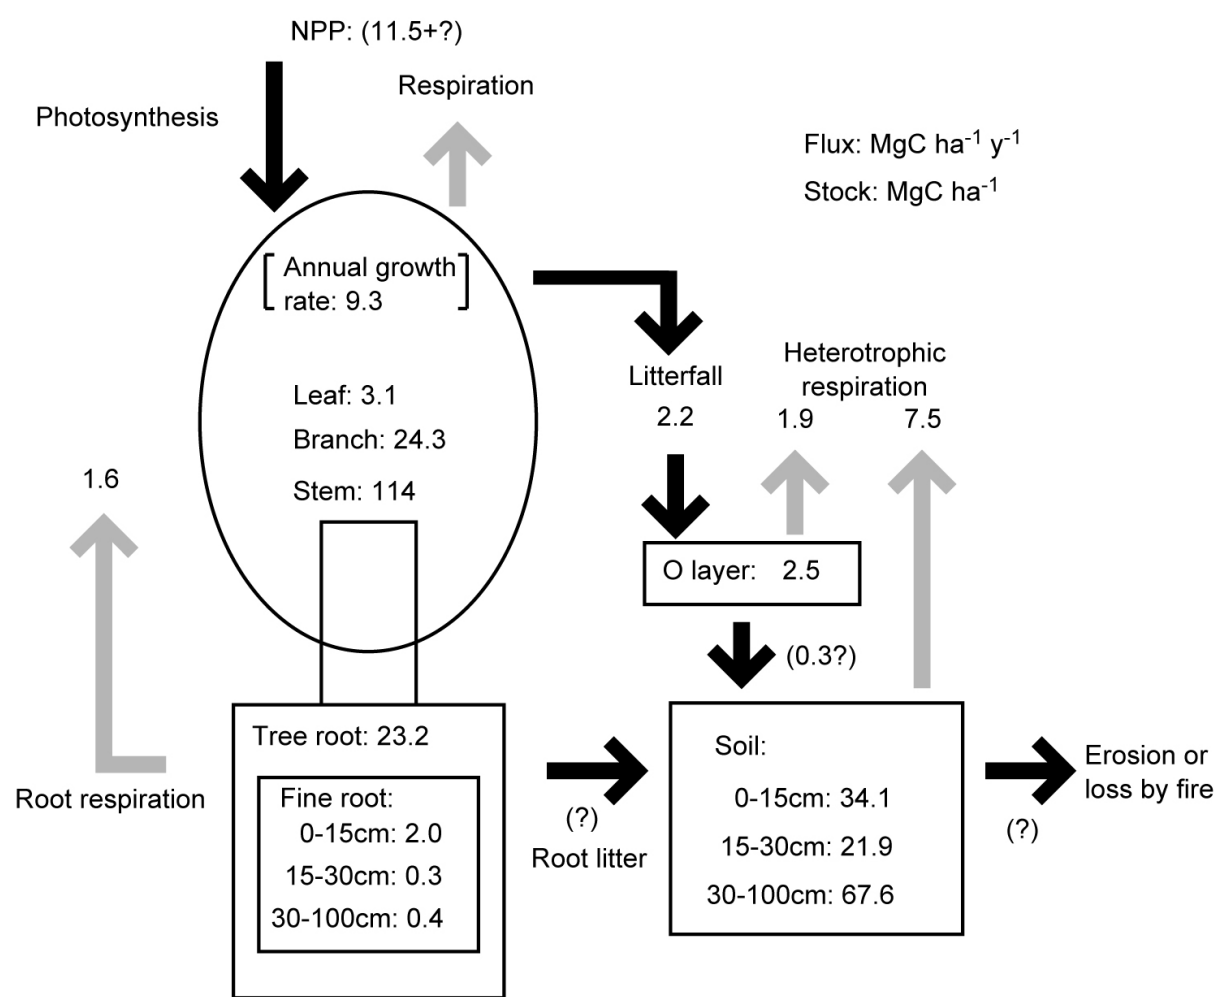 NPP: (11.5+?)
Respiration
Photosynthesis
Flux: MgC ha⁻¹ y⁻¹
Stock: MgC ha⁻¹
Annual growth
rate: 9.3
Heterotrophic
respiration
Litterfall
2.2
1.9
7.5
Leaf: 3.1
Branch: 24.3
Stem: 114
1.6
O layer: 2.5
(0.3?)
Tree root: 23.2
Fine root:
0-15cm: 2.0
15-30cm: 0.3
30-100cm: 0.4
Root respiration
(?)
Root litter
Soil:
0-15cm: 34.1
15-30cm: 21.9
30-100cm: 67.6
Erosion or
loss by fire
(?)